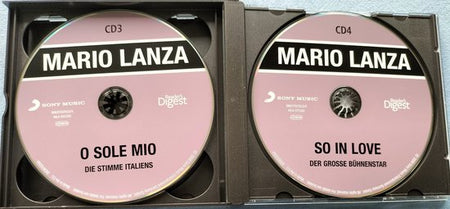 CD3
MARIO LANZA
SONY MUSIC
Reader's
Digest
O SOLE MIO
DIE STIMME ITALIENS
CD4
MARIO LANZA
SONY MUSIC
Reader's
Digest
SO IN LOVE
DER GROSSE BÜHNENSTAR